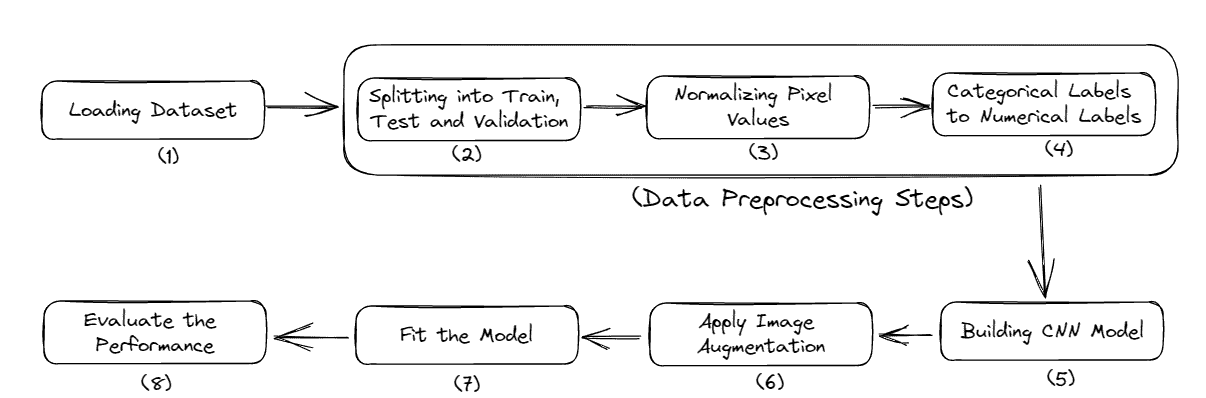 Loading Dataset
(1)
Splitting into Train,
Test and Validation
(2)
Normalizing Pixel
Values
(3)
Categorical Labels
to Numerical Labels
(4)
(Data Preprocessing Steps)
Building CNN Model
(5)
Apply Image
Augmentation
(6)
Fit the Model
(7)
Evaluate the
Performance
(8)